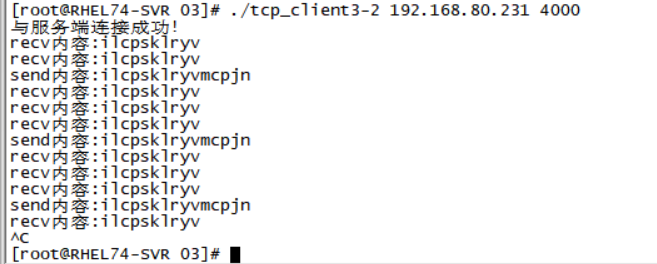 [root@RHEL74-SVR 03]# ./tcp_client3-2 192.168.80.231 4000
与服务端连接成功!
recv内容:ilcpsklryv
recv内容:ilcpsklryv
send内容:ilcpsklryvmcpjn
recv内容:ilcpsklryv
recv内容:ilcpsklryv
recv内容:ilcpsklryv
send内容:ilcpsklryvmcpjn
recv内容:ilcpsklryv
recv内容:ilcpsklryv
recv内容:ilcpsklryv
send内容:ilcpsklryvmcpjn
recv内容:ilcpsklryv
^C
[root@RHEL74-SVR 03]#